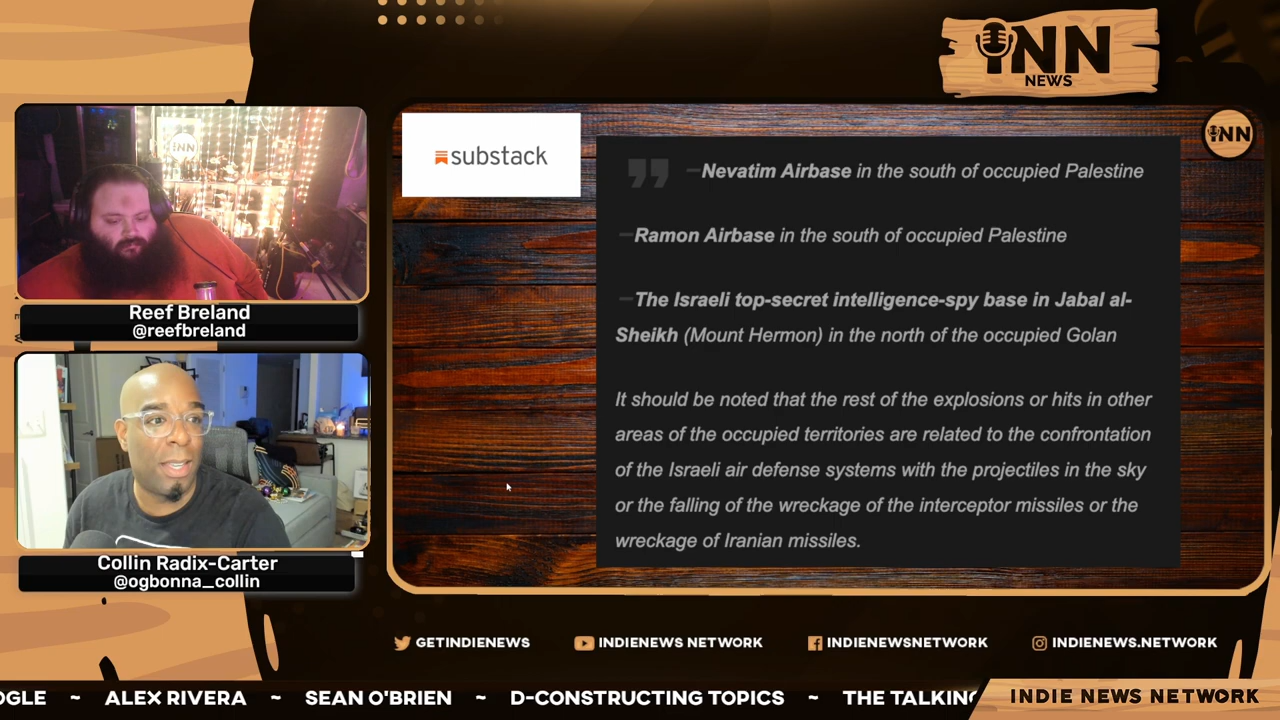 iNN
NEWS
iNN
substack
–Nevatim Airbase in the south of occupied Palestine
–Ramon Airbase in the south of occupied Palestine
–The Israeli top-secret intelligence-spy base in Jabal al-
Sheikh (Mount Hermon) in the north of the occupied Golan
It should be noted that the rest of the explosions or hits in other
areas of the occupied territories are related to the confrontation
of the Israeli air defense systems with the projectiles in the sky
or the falling of the wreckage of the interceptor missiles or the
wreckage of Iranian missiles.
iNN
Reef Breland
@reefbreland
Collin Radix-Carter
@ogbonna_collin
GETINDIENEWS INDIENEWS NETWORK INDIENEWSNETWORK INDIENEWS.NETWORK
OGLE ~ ALEX RIVERA ~ SEAN O'BRIEN ~ D-CONSTRUCTING TOPICS ~ THE TALKING
INDIE NEWS NETWORK